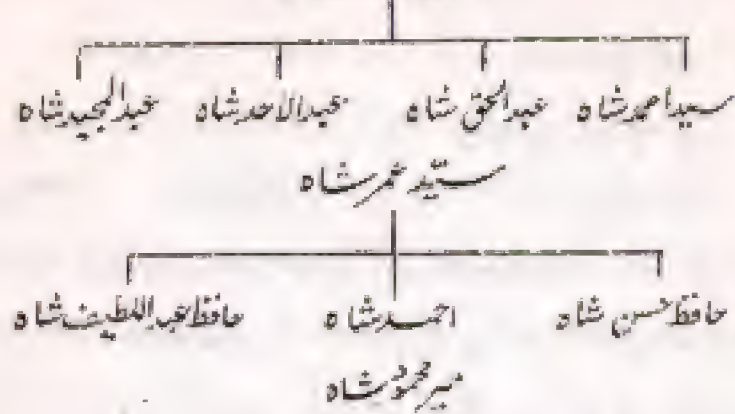 سید احمد شاہ عبدالحق شاہ عبدالاحد شاہ عبدالمجید شاہ
سیّد عمر شاہ
حافظ حسن شاہ احمد شاہ حافظ عبداللطیف شاہ
میر محمود شاہ